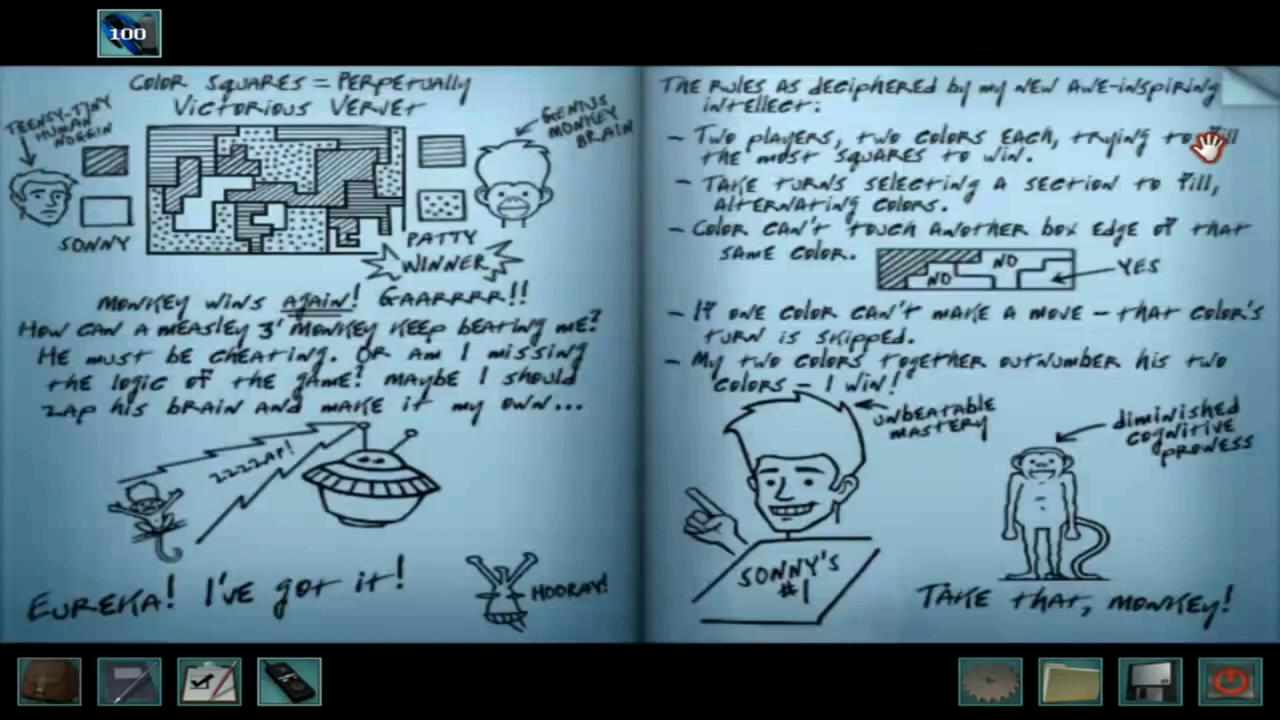 100
Color Squares = Perpetually
Victorious Vervet
Teensy-tiny
human
noggin
Genius
monkey
brain
Sonny
Patty
Winner
Monkey wins again! Gaarrrr!!
How can a measley 3' monkey keep beating me?
He must be cheating. Or am I missing
the logic of the game? Maybe I should
zap his brain and make it my own...
ZZZZAP!
Eureka! I've got it!
Hooray!
The rules as deciphered by my new awe-inspiring
intellect:
- Two players, two colors each, trying to fill
the most squares to win.
- Take turns selecting a section to fill,
alternating colors.
- Color can't touch another box edge of that
same color.
NO
NO
YES
- If one color can't make a move - that color's
turn is skipped.
- My two colors together outnumber his two
colors - I win!
unbeatable
mastery
diminished
cognitive
prowess
Sonny's
#1
Take that, monkey!